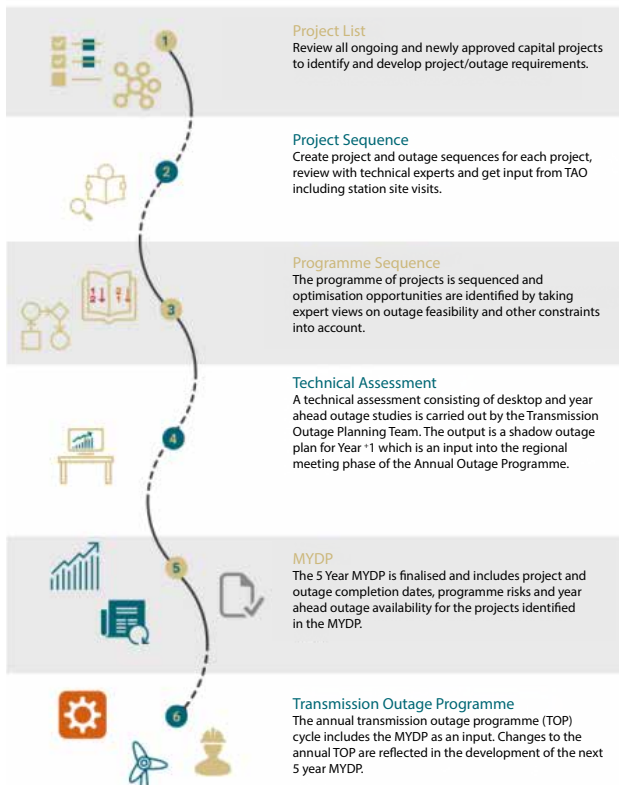 1
Project List
Review all ongoing and newly approved capital projects
to identify and develop project/outage requirements.
2
Project Sequence
Create project and outage sequences for each project,
review with technical experts and get input from TAO
including station site visits.
3
Programme Sequence
The programme of projects is sequenced and
optimisation opportunities are identified by taking
expert views on outage feasibility and other constraints
into account.
4
Technical Assessment
A technical assessment consisting of desktop and year
ahead outage studies is carried out by the Transmission
Outage Planning Team. The output is a shadow outage
plan for Year +1 which is an input into the regional
meeting phase of the Annual Outage Programme.
5
MYDP
The 5 Year MYDP is finalised and includes project and
outage completion dates, programme risks and year
ahead outage availability for the projects identified
in the MYDP.
6
Transmission Outage Programme
The annual transmission outage programme (TOP)
cycle includes the MYDP as an input. Changes to the
annual TOP are reflected in the development of the next
5 year MYDP.